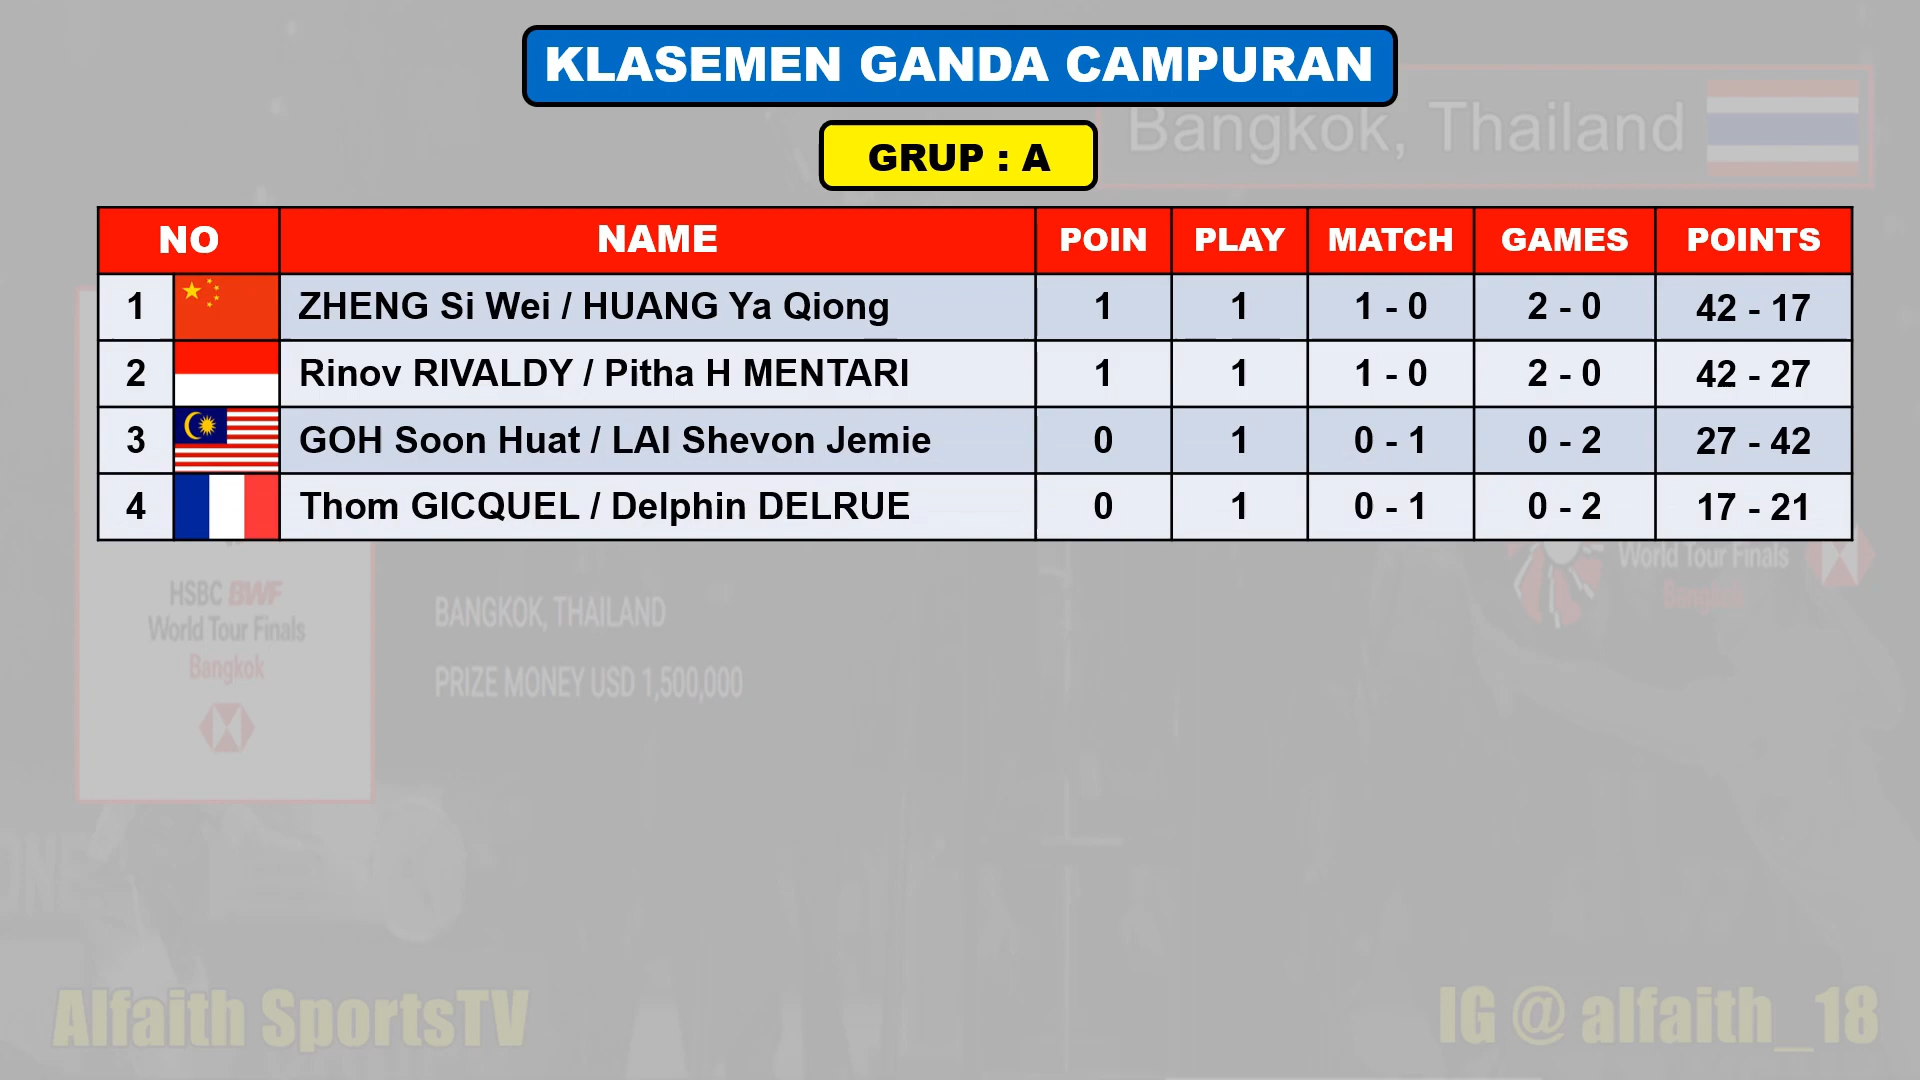 KLASEMEN GANDA CAMPURAN
Bangkok, Thailand
GRUP : A
NO NAME POIN PLAY MATCH GAMES POINTS
1 ZHENG Si Wei / HUANG Ya Qiong 1 1 1 - 0 2 - 0 42 - 17
2 Rinov RIVALDY / Pitha H MENTARI 1 1 1 - 0 2 - 0 42 - 27
3 GOH Soon Huat / LAI Shevon Jemie 0 1 0 - 1 0 - 2 27 - 42
4 Thom GICQUEL / Delphin DELRUE 0 1 0 - 1 0 - 2 17 - 21
World Tour Finals
Bangkok
HSBC BWF
World Tour Finals
Bangkok
BANGKOK, THAILAND
PRIZE MONEY USD 1,500,000
Alfaith SportsTV
IG @ alfaith_18